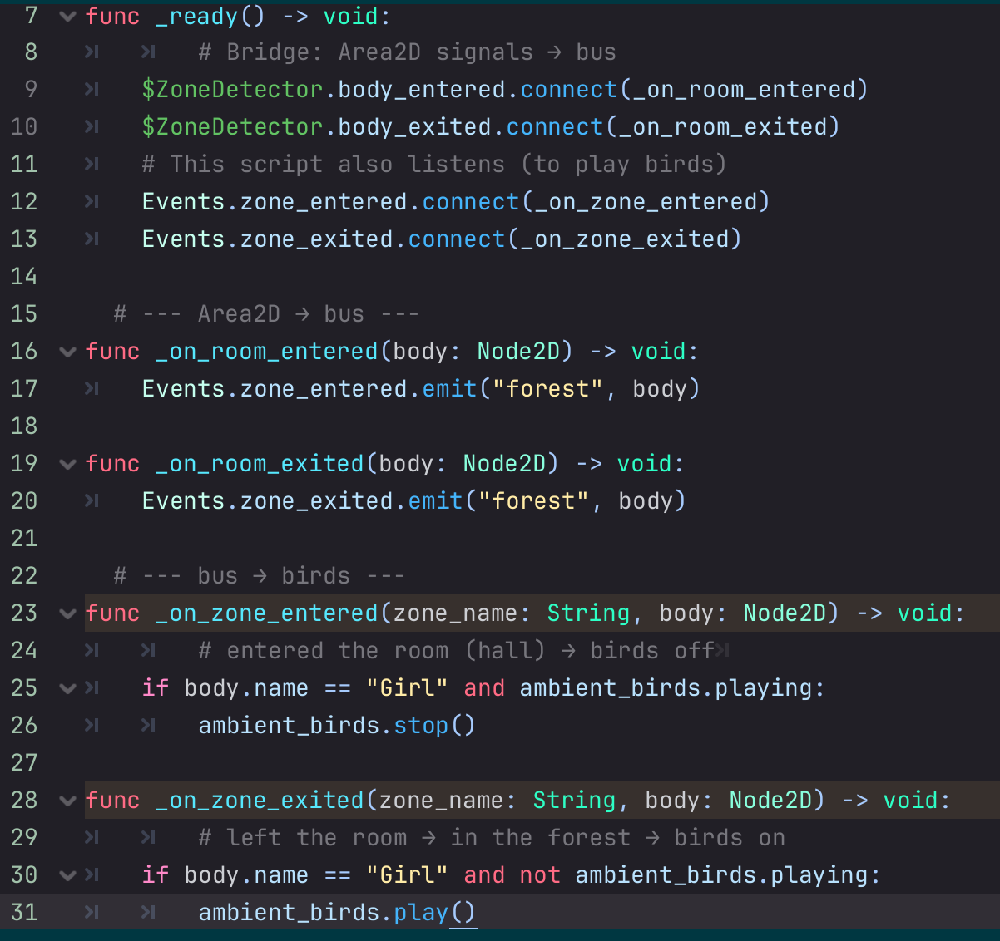 7 func _ready() -> void:
8 # Bridge: Area2D signals → bus
9 $ZoneDetector.body_entered.connect(_on_room_entered)
10 $ZoneDetector.body_exited.connect(_on_room_exited)
11 # This script also listens (to play birds)
12 Events.zone_entered.connect(_on_zone_entered)
13 Events.zone_exited.connect(_on_zone_exited)
14
15 # --- Area2D → bus ---
16 func _on_room_entered(body: Node2D) -> void:
17 Events.zone_entered.emit("forest", body)
18
19 func _on_room_exited(body: Node2D) -> void:
20 Events.zone_exited.emit("forest", body)
21
22 # --- bus → birds ---
23 func _on_zone_entered(zone_name: String, body: Node2D) -> void:
24 # entered the room (hall) → birds off
25 if body.name == "Girl" and ambient_birds.playing:
26 ambient_birds.stop()
27
28 func _on_zone_exited(zone_name: String, body: Node2D) -> void:
29 # left the room → in the forest → birds on
30 if body.name == "Girl" and not ambient_birds.playing:
31 ambient_birds.play()